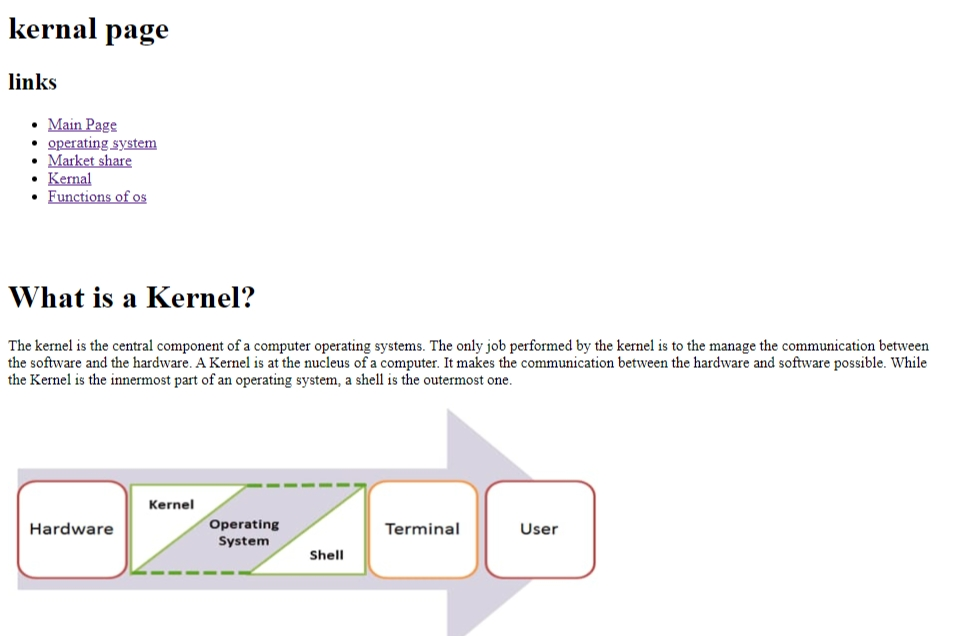 kernal page
links
Main Page
operating system
Market share
Kernal
Functions of os
What is a Kernel?
The kernel is the central component of a computer operating systems. The only job performed by the kernel is to the manage the communication between
the software and the hardware. A Kernel is at the nucleus of a computer. It makes the communication between the hardware and software possible. While
the Kernel is the innermost part of an operating system, a shell is the outermost one.
Hardware
Kernel
Operating
System
Shell
Terminal
User